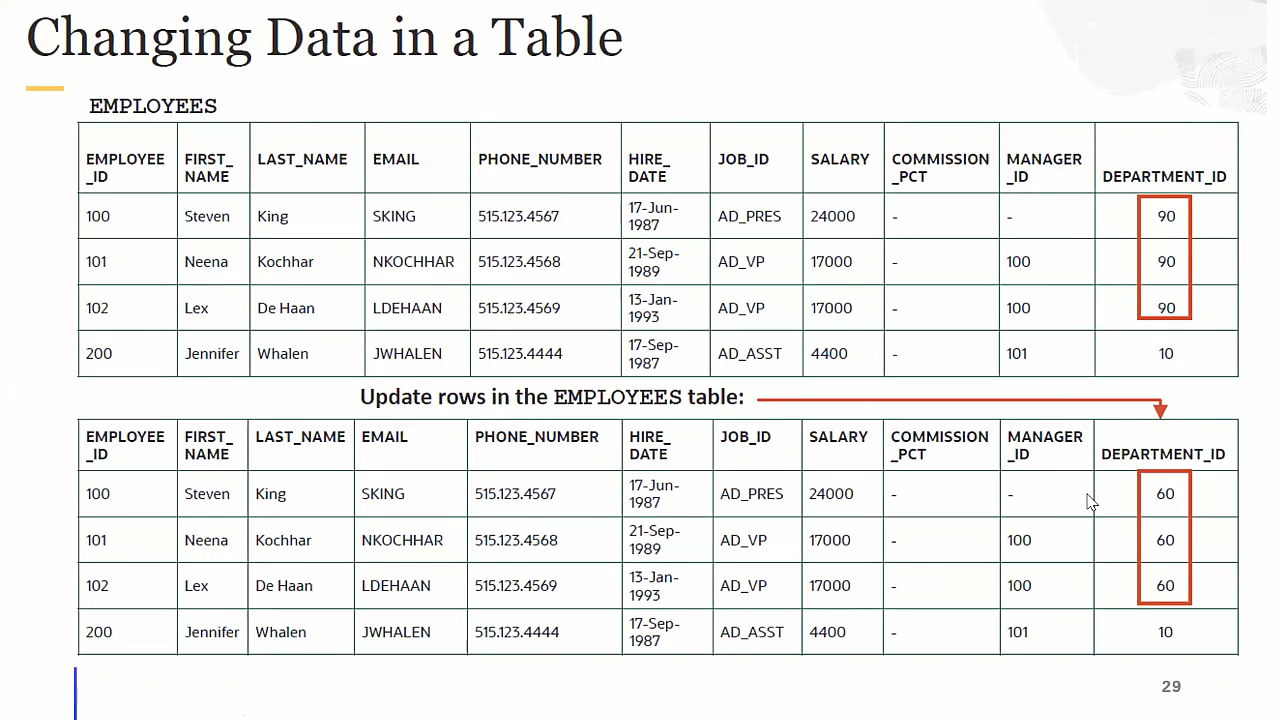 Changing Data in a Table
EMPLOYEES
EMPLOYEE_ID FIRST_NAME LAST_NAME EMAIL PHONE_NUMBER HIRE_DATE JOB_ID SALARY COMMISSION_PCT MANAGER_ID DEPARTMENT_ID
100 Steven King SKING 515.123.4567 17-Jun-1987 AD_PRES 24000 - - 90
101 Neena Kochhar NKOCHHAR 515.123.4568 21-Sep-1989 AD_VP 17000 - 100 90
102 Lex De Haan LDEHAAN 515.123.4569 13-Jan-1993 AD_VP 17000 - 100 90
200 Jennifer Whalen JWHALEN 515.123.4444 17-Sep-1987 AD_ASST 4400 - 101 10
Update rows in the EMPLOYEES table:
EMPLOYEE_ID FIRST_NAME LAST_NAME EMAIL PHONE_NUMBER HIRE_DATE JOB_ID SALARY COMMISSION_PCT MANAGER_ID DEPARTMENT_ID
100 Steven King SKING 515.123.4567 17-Jun-1987 AD_PRES 24000 - - 60
101 Neena Kochhar NKOCHHAR 515.123.4568 21-Sep-1989 AD_VP 17000 - 100 60
102 Lex De Haan LDEHAAN 515.123.4569 13-Jan-1993 AD_VP 17000 - 100 60
200 Jennifer Whalen JWHALEN 515.123.4444 17-Sep-1987 AD_ASST 4400 - 101 10
29